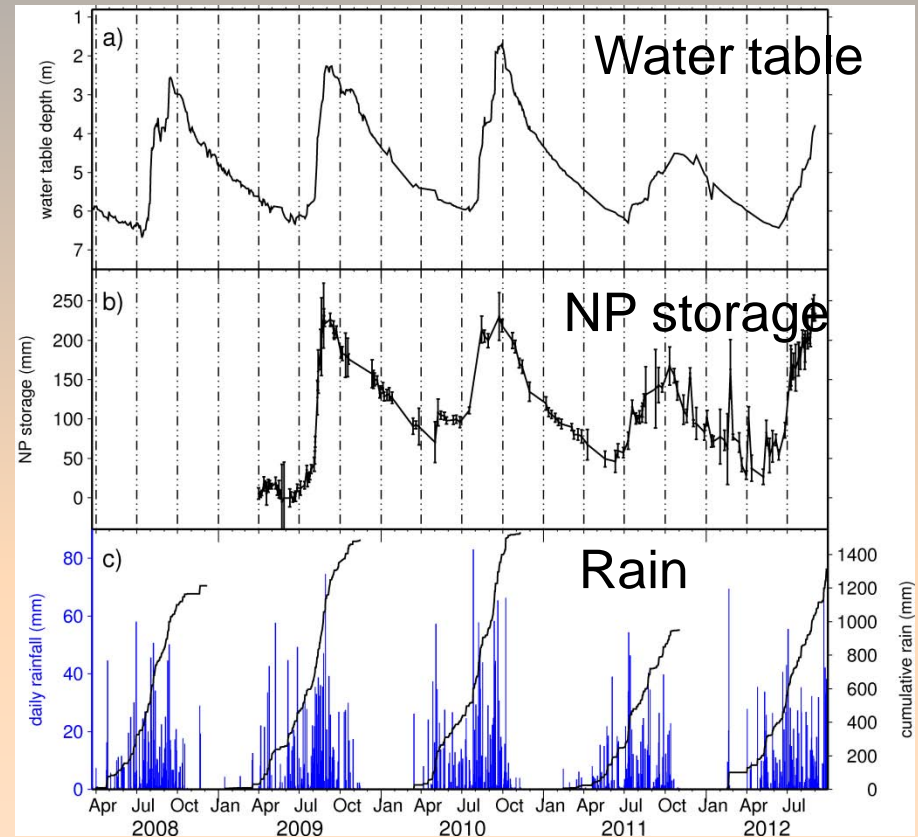 a)
Water table
water table depth (m)
1
2
3
4
5
6
7
b)
NP storage
NP storage (mm)
250
200
150
100
50
0
c)
Rain
daily rainfall (mm)
80
60
40
20
0
cumulative rain (mm)
1400
1200
1000
800
600
400
200
0
Apr Jul Oct Jan Apr Jul Oct Jan Apr Jul Oct Jan Apr Jul Oct Jan Apr Jul
2008 2009 2010 2011 2012